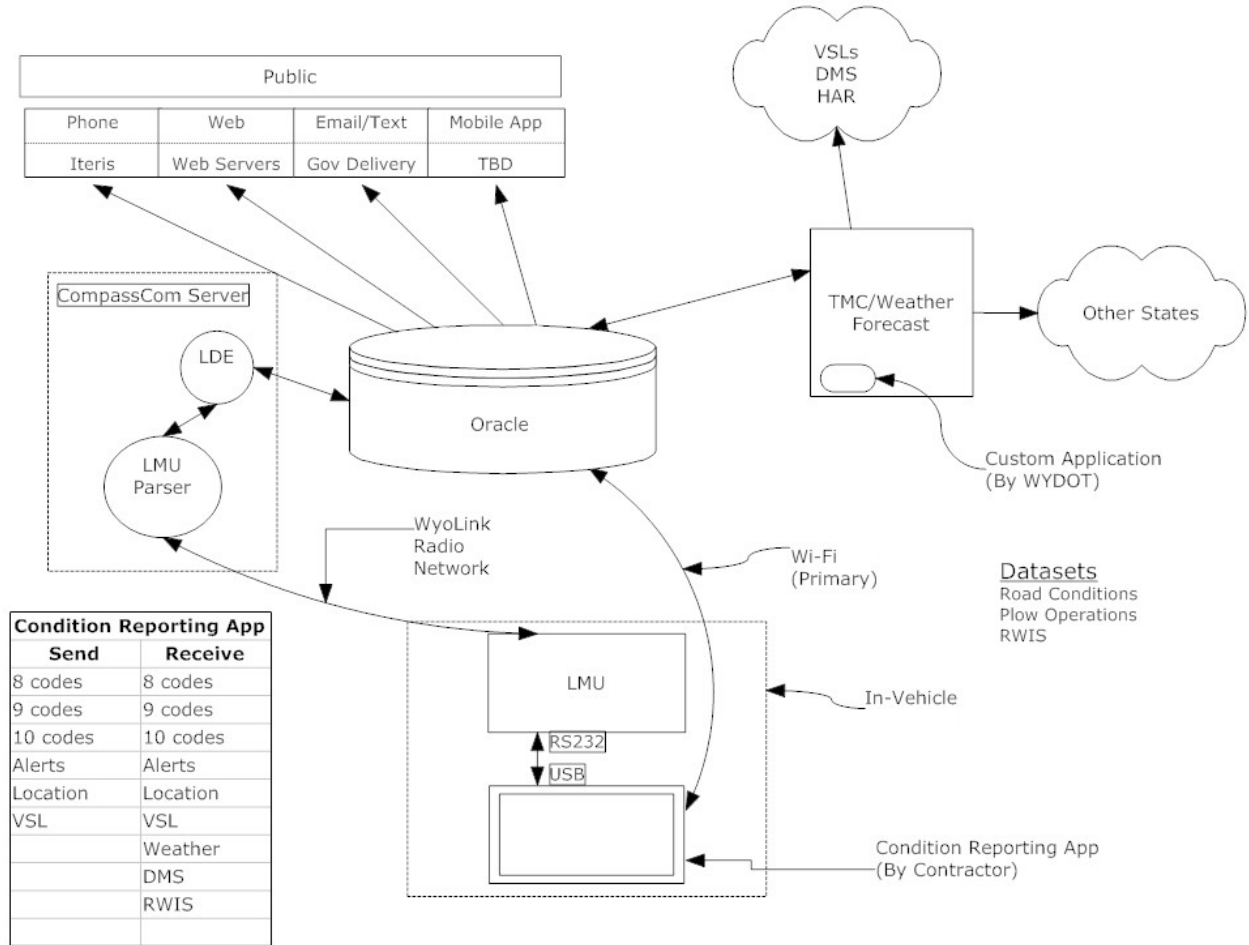 Public
Phone Web Email/Text Mobile App
Iteris Web Servers Gov Delivery TBD
VSLs
DMS
HAR
TMC/Weather
Forecast
Other States
CompassCom Server
LDE
LMU
Parser
Oracle
Custom Application
(By WYDOT)
WyoLink
Radio
Network
Wi-Fi
(Primary)
Datasets
Road Conditions
Plow Operations
RWIS
Condition Reporting App
Send Receive
8 codes 8 codes
9 codes 9 codes
10 codes 10 codes
Alerts Alerts
Location Location
VSL VSL
Weather
DMS
RWIS
LMU
RS232
USB
In-Vehicle
Condition Reporting App
(By Contractor)